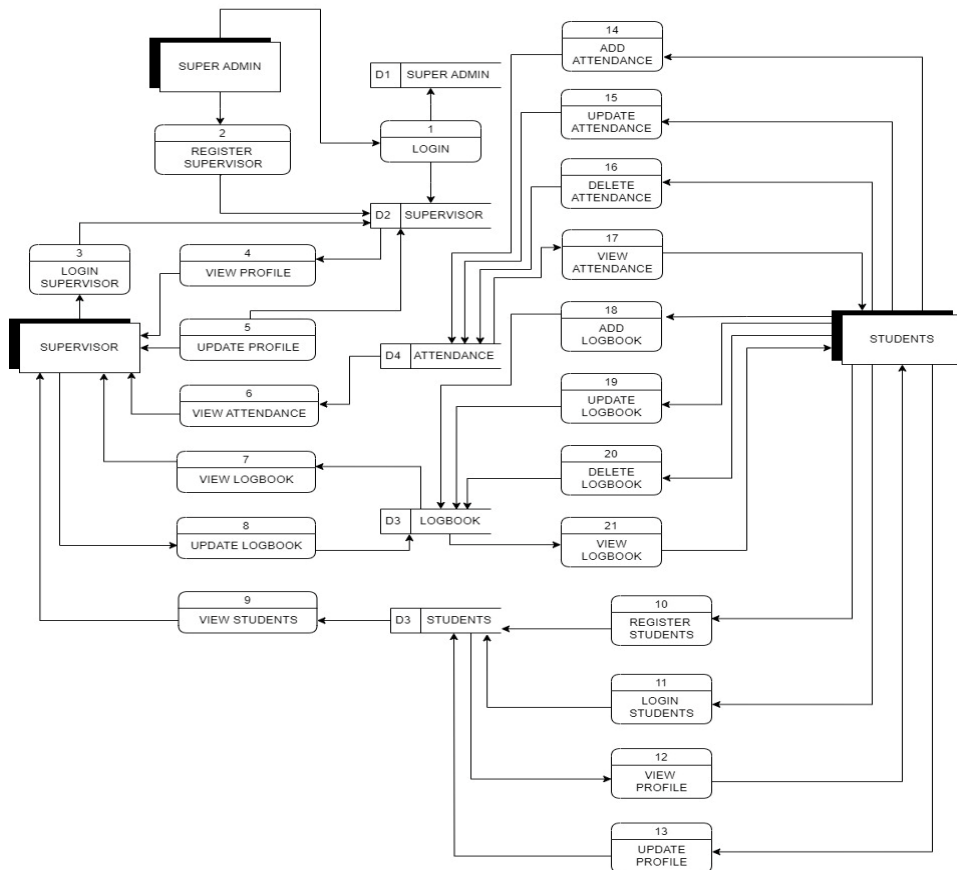 SUPER ADMIN
D1 SUPER ADMIN
1
LOGIN
2
REGISTER
SUPERVISOR
D2 SUPERVISOR
3
LOGIN
SUPERVISOR
4
VIEW PROFILE
SUPERVISOR
5
UPDATE PROFILE
D4 ATTENDANCE
6
VIEW ATTENDANCE
7
VIEW LOGBOOK
D3 LOGBOOK
8
UPDATE LOGBOOK
9
VIEW STUDENTS
D3 STUDENTS
14
ADD
ATTENDANCE
15
UPDATE
ATTENDANCE
16
DELETE
ATTENDANCE
17
VIEW
ATTENDANCE
18
ADD
LOGBOOK
STUDENTS
19
UPDATE
LOGBOOK
20
DELETE
LOGBOOK
21
VIEW
LOGBOOK
10
REGISTER
STUDENTS
11
LOGIN
STUDENTS
12
VIEW
PROFILE
13
UPDATE
PROFILE